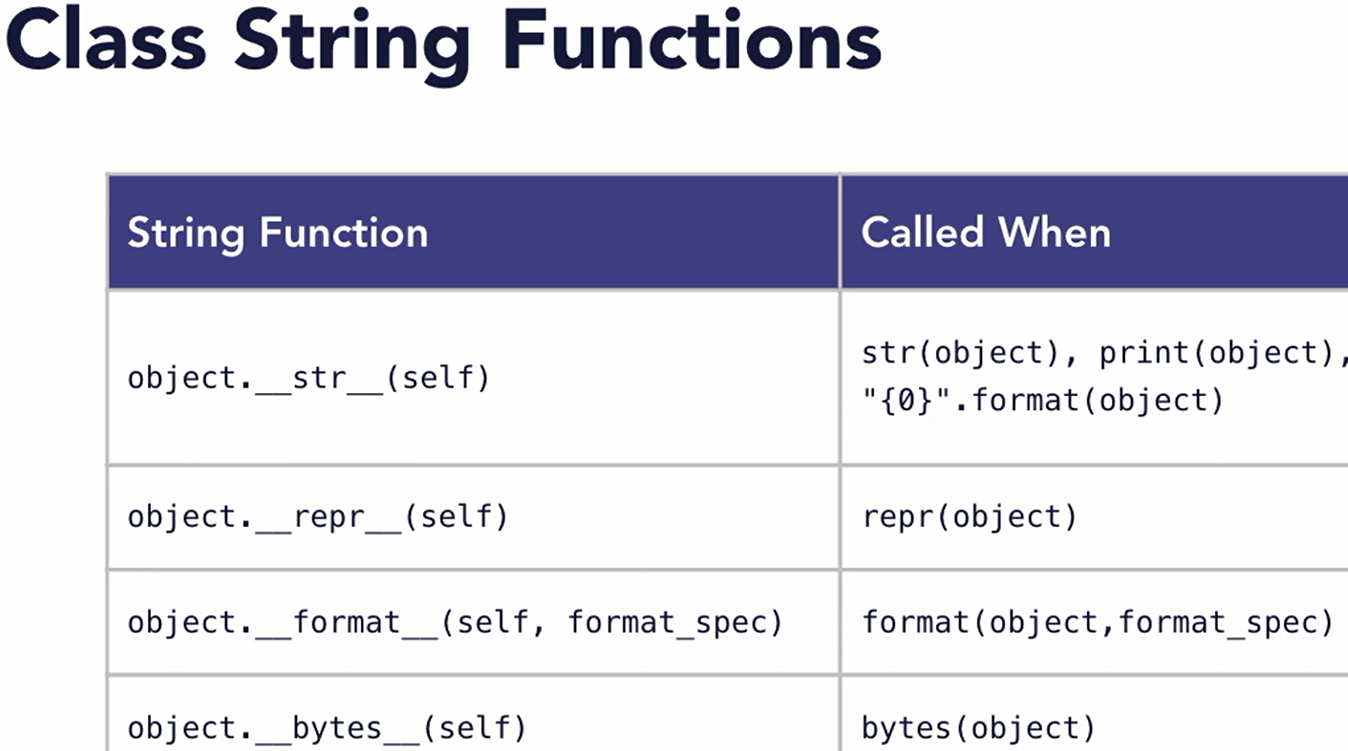 Class String Functions
String Function
Called When
object.__str__(self)
str(object), print(object),
"{0}".format(object)
object.__repr__(self)
repr(object)
object.__format__(self, format_spec)
format(object,format_spec)
object.__bytes__(self)
bytes(object)